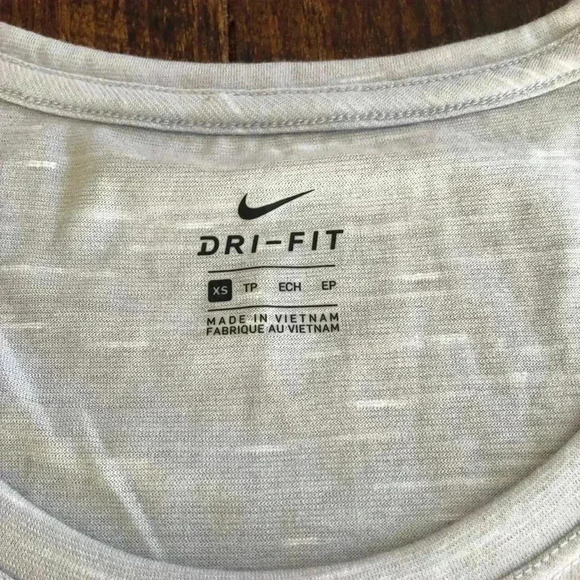 DRI-FIT
XS TP ECH EP
MADE IN VIETNAM
FABRIQUE AU VIETNAM